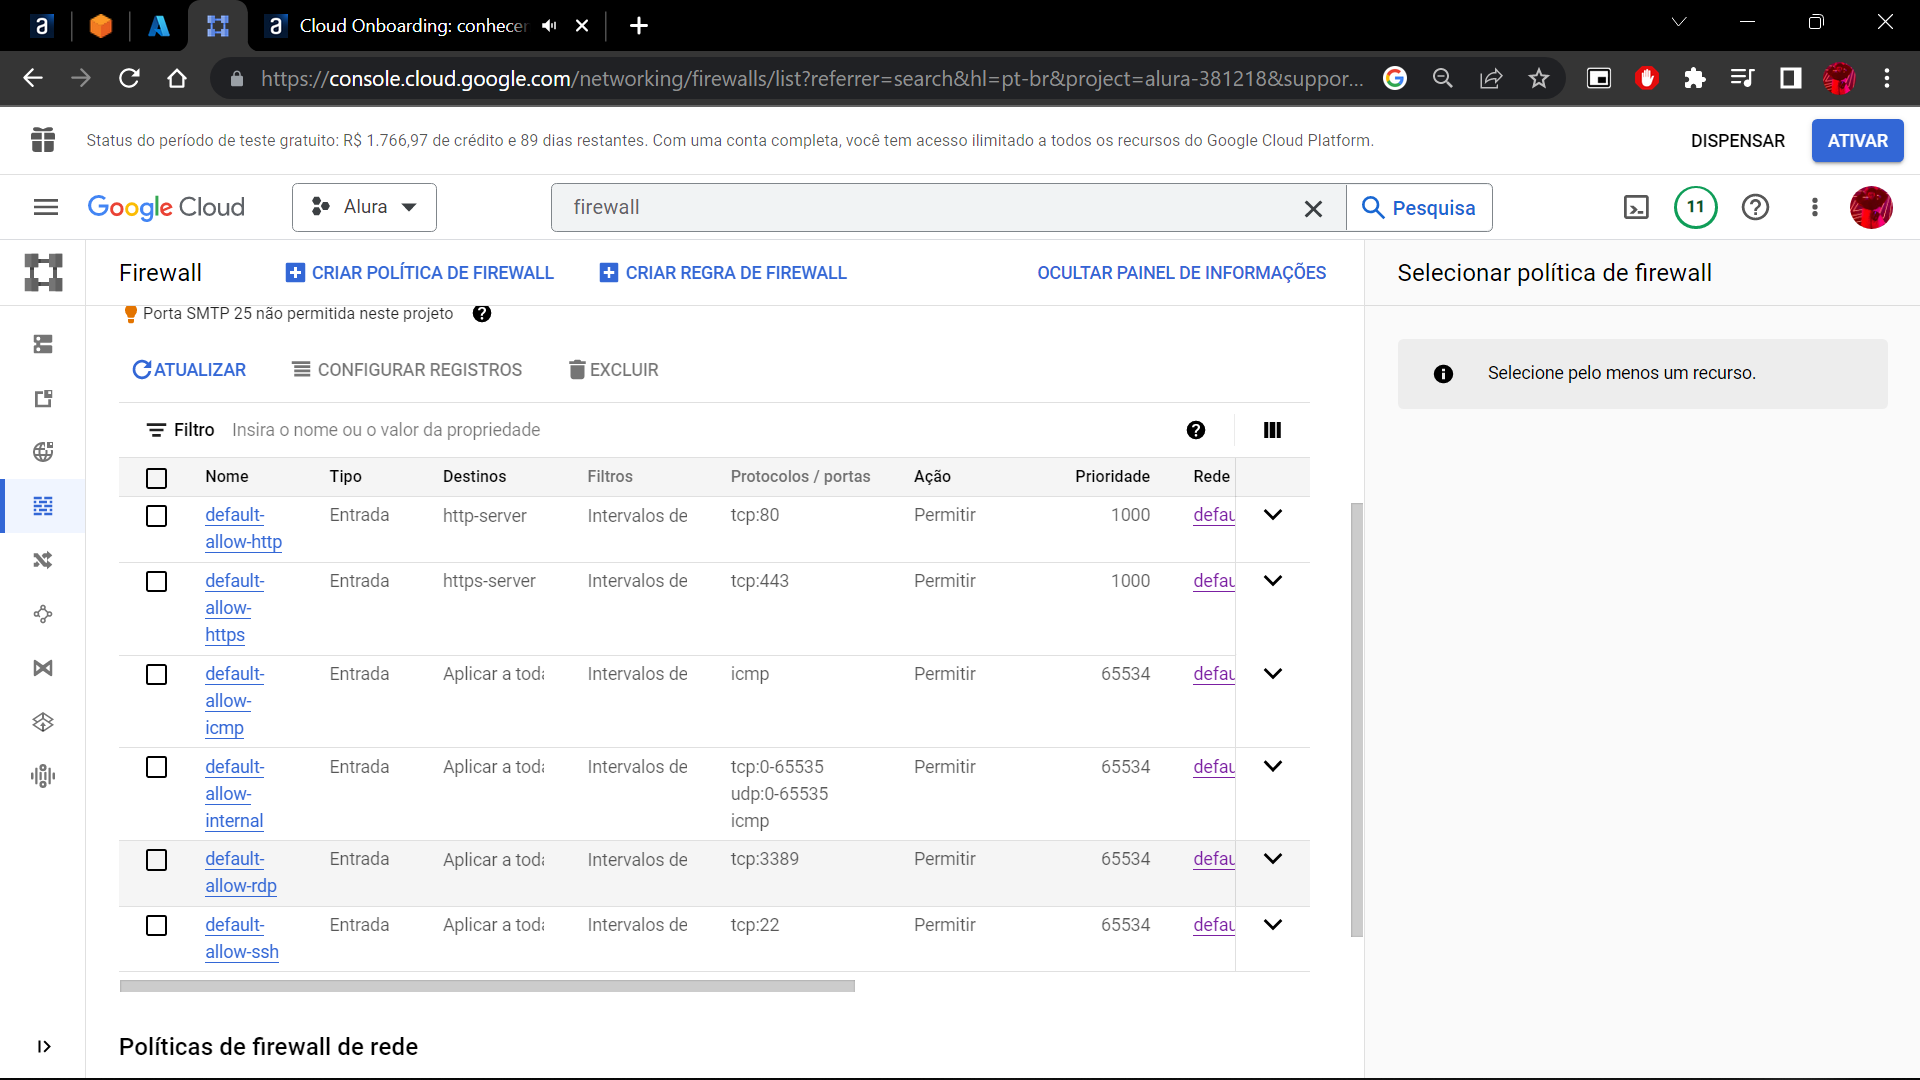 Cloud Onboarding: conhecer
https://console.cloud.google.com/networking/firewalls/list?referrer=search&hl=pt-br&project=alura-381218&suppor...
Status do período de teste gratuito: R$ 1.766,97 de crédito e 89 dias restantes. Com uma conta completa, você tem acesso ilimitado a todos os recursos do Google Cloud Platform.
DISPENSAR
ATIVAR
Google Cloud
Alura
firewall
Pesquisa
11
Firewall
CRIAR POLÍTICA DE FIREWALL
CRIAR REGRA DE FIREWALL
OCULTAR PAINEL DE INFORMAÇÕES
Selecionar política de firewall
Porta SMTP 25 não permitida neste projeto
Selecione pelo menos um recurso.
ATUALIZAR
CONFIGURAR REGISTROS
EXCLUIR
Filtro
Insira o nome ou o valor da propriedade
Nome Tipo Destinos Filtros Protocolos / portas Ação Prioridade Rede
default- Entrada http-server Intervalos de tcp:80 Permitir 1000 defau
allow-http
default- Entrada https-server Intervalos de tcp:443 Permitir 1000 defau
allow-
https
default- Entrada Aplicar a toda Intervalos de icmp Permitir 65534 defau
allow-
icmp
default- Entrada Aplicar a toda Intervalos de tcp:0-65535 Permitir 65534 defau
allow- udp:0-65535
internal icmp
default- Entrada Aplicar a toda Intervalos de tcp:3389 Permitir 65534 defau
allow-rdp
default- Entrada Aplicar a toda Intervalos de tcp:22 Permitir 65534 defau
allow-ssh
Políticas de firewall de rede